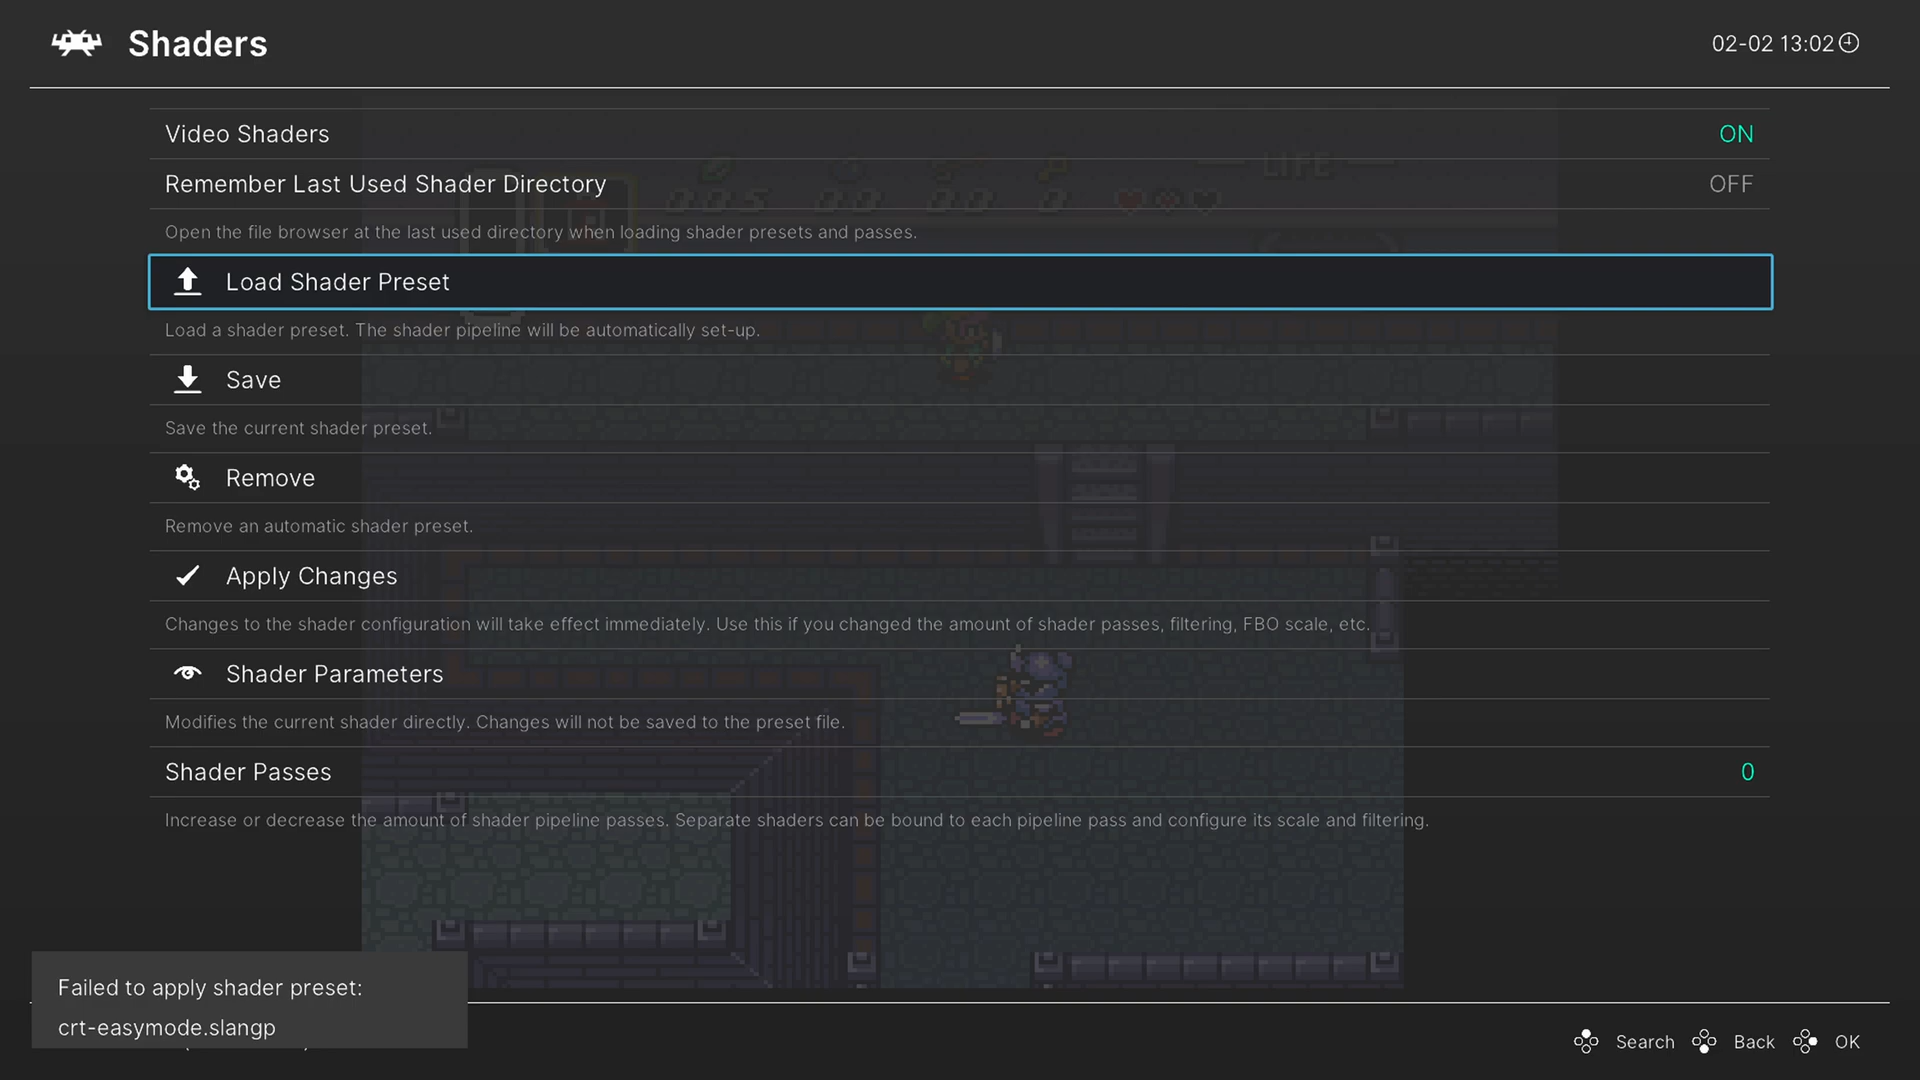 Shaders
02-02 13:02
Video Shaders ON
Remember Last Used Shader Directory OFF
Open the file browser at the last used directory when loading shader presets and passes.
Load Shader Preset
Load a shader preset. The shader pipeline will be automatically set-up.
Save
Save the current shader preset.
Remove
Remove an automatic shader preset.
Apply Changes
Changes to the shader configuration will take effect immediately. Use this if you changed the amount of shader passes, filtering, FBO scale, etc.
Shader Parameters
Modifies the current shader directly. Changes will not be saved to the preset file.
Shader Passes 0
Increase or decrease the amount of shader pipeline passes. Separate shaders can be bound to each pipeline pass and configure its scale and filtering.
LIFE
005 00 00 0
Failed to apply shader preset:
crt-easymode.slangp
Search Back OK